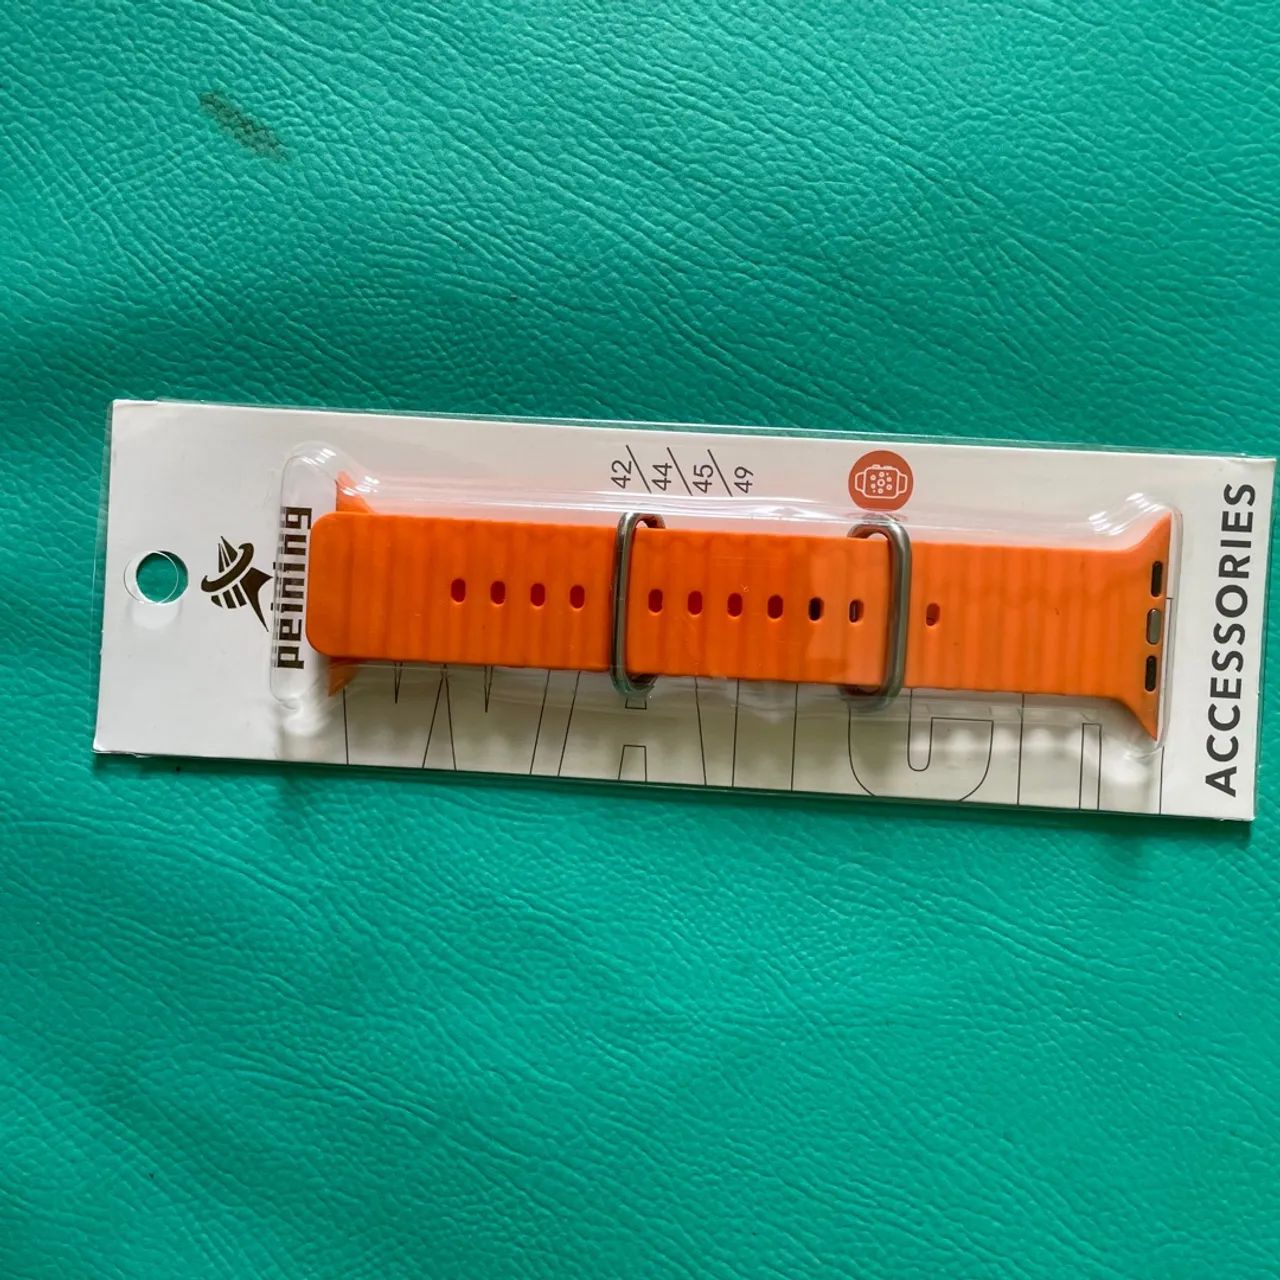 peining
42/44/45/49
WATCH
ACCESSORIES